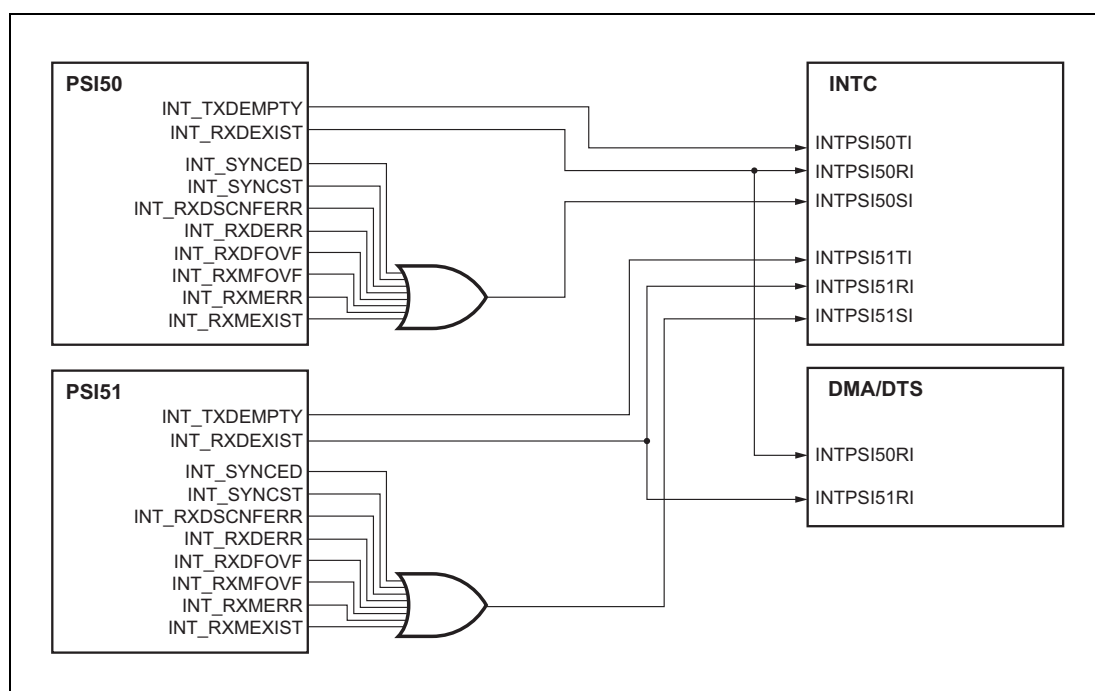 PSI50
INT_TXDEMPTY
INT_RXDEXIST
INT_SYNCED
INT_SYNCST
INT_RXDSCNFERR
INT_RXDERR
INT_RXDFOVF
INT_RXMFOVF
INT_RXMERR
INT_RXMEXIST
INTC
INTPSI50TI
INTPSI50RI
INTPSI50SI
INTPSI51TI
INTPSI51RI
INTPSI51SI
PSI51
INT_TXDEMPTY
INT_RXDEXIST
INT_SYNCED
INT_SYNCST
INT_RXDSCNFERR
INT_RXDERR
INT_RXDFOVF
INT_RXMFOVF
INT_RXMERR
INT_RXMEXIST
DMA/DTS
INTPSI50RI
INTPSI51RI